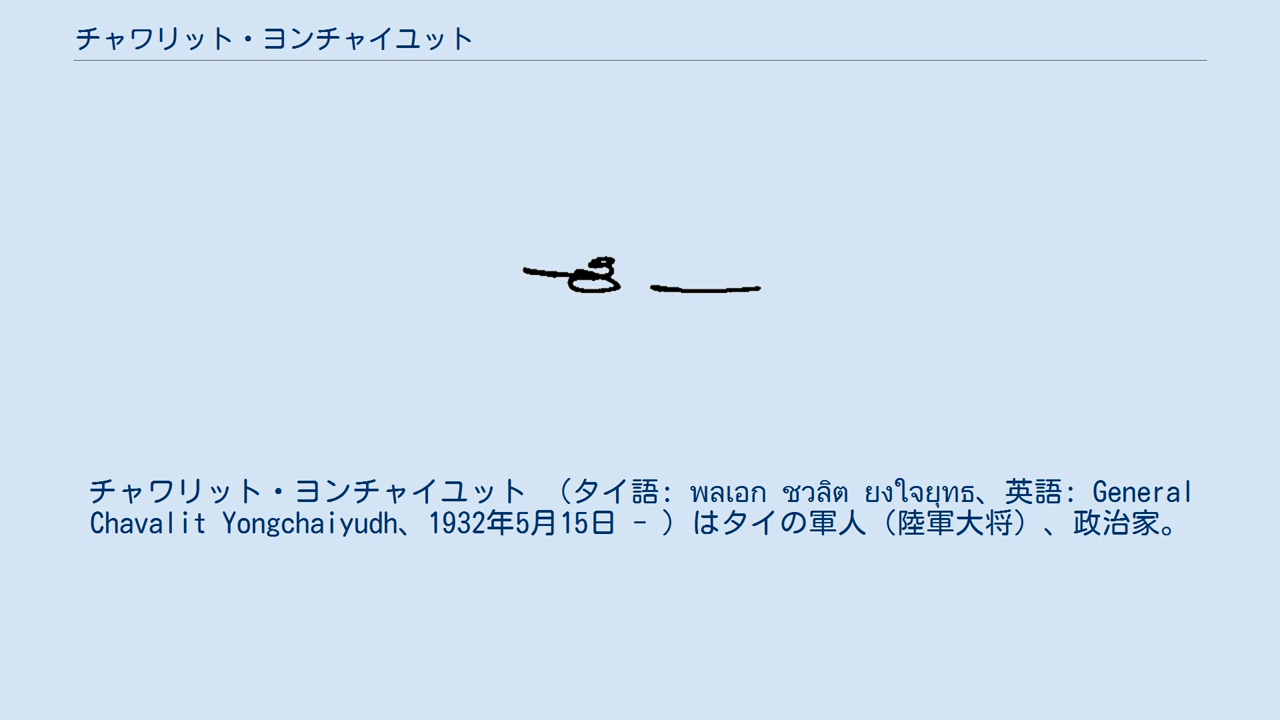 チャワリット・ヨンチャイユット
チャワリット・ヨンチャイユット （タイ語: พลเอก ชวลิต ยงใจยุทธ、英語: General
Chavalit Yongchaiyudh、1932年5月15日 - ）はタイの軍人（陸軍大将）、政治家。